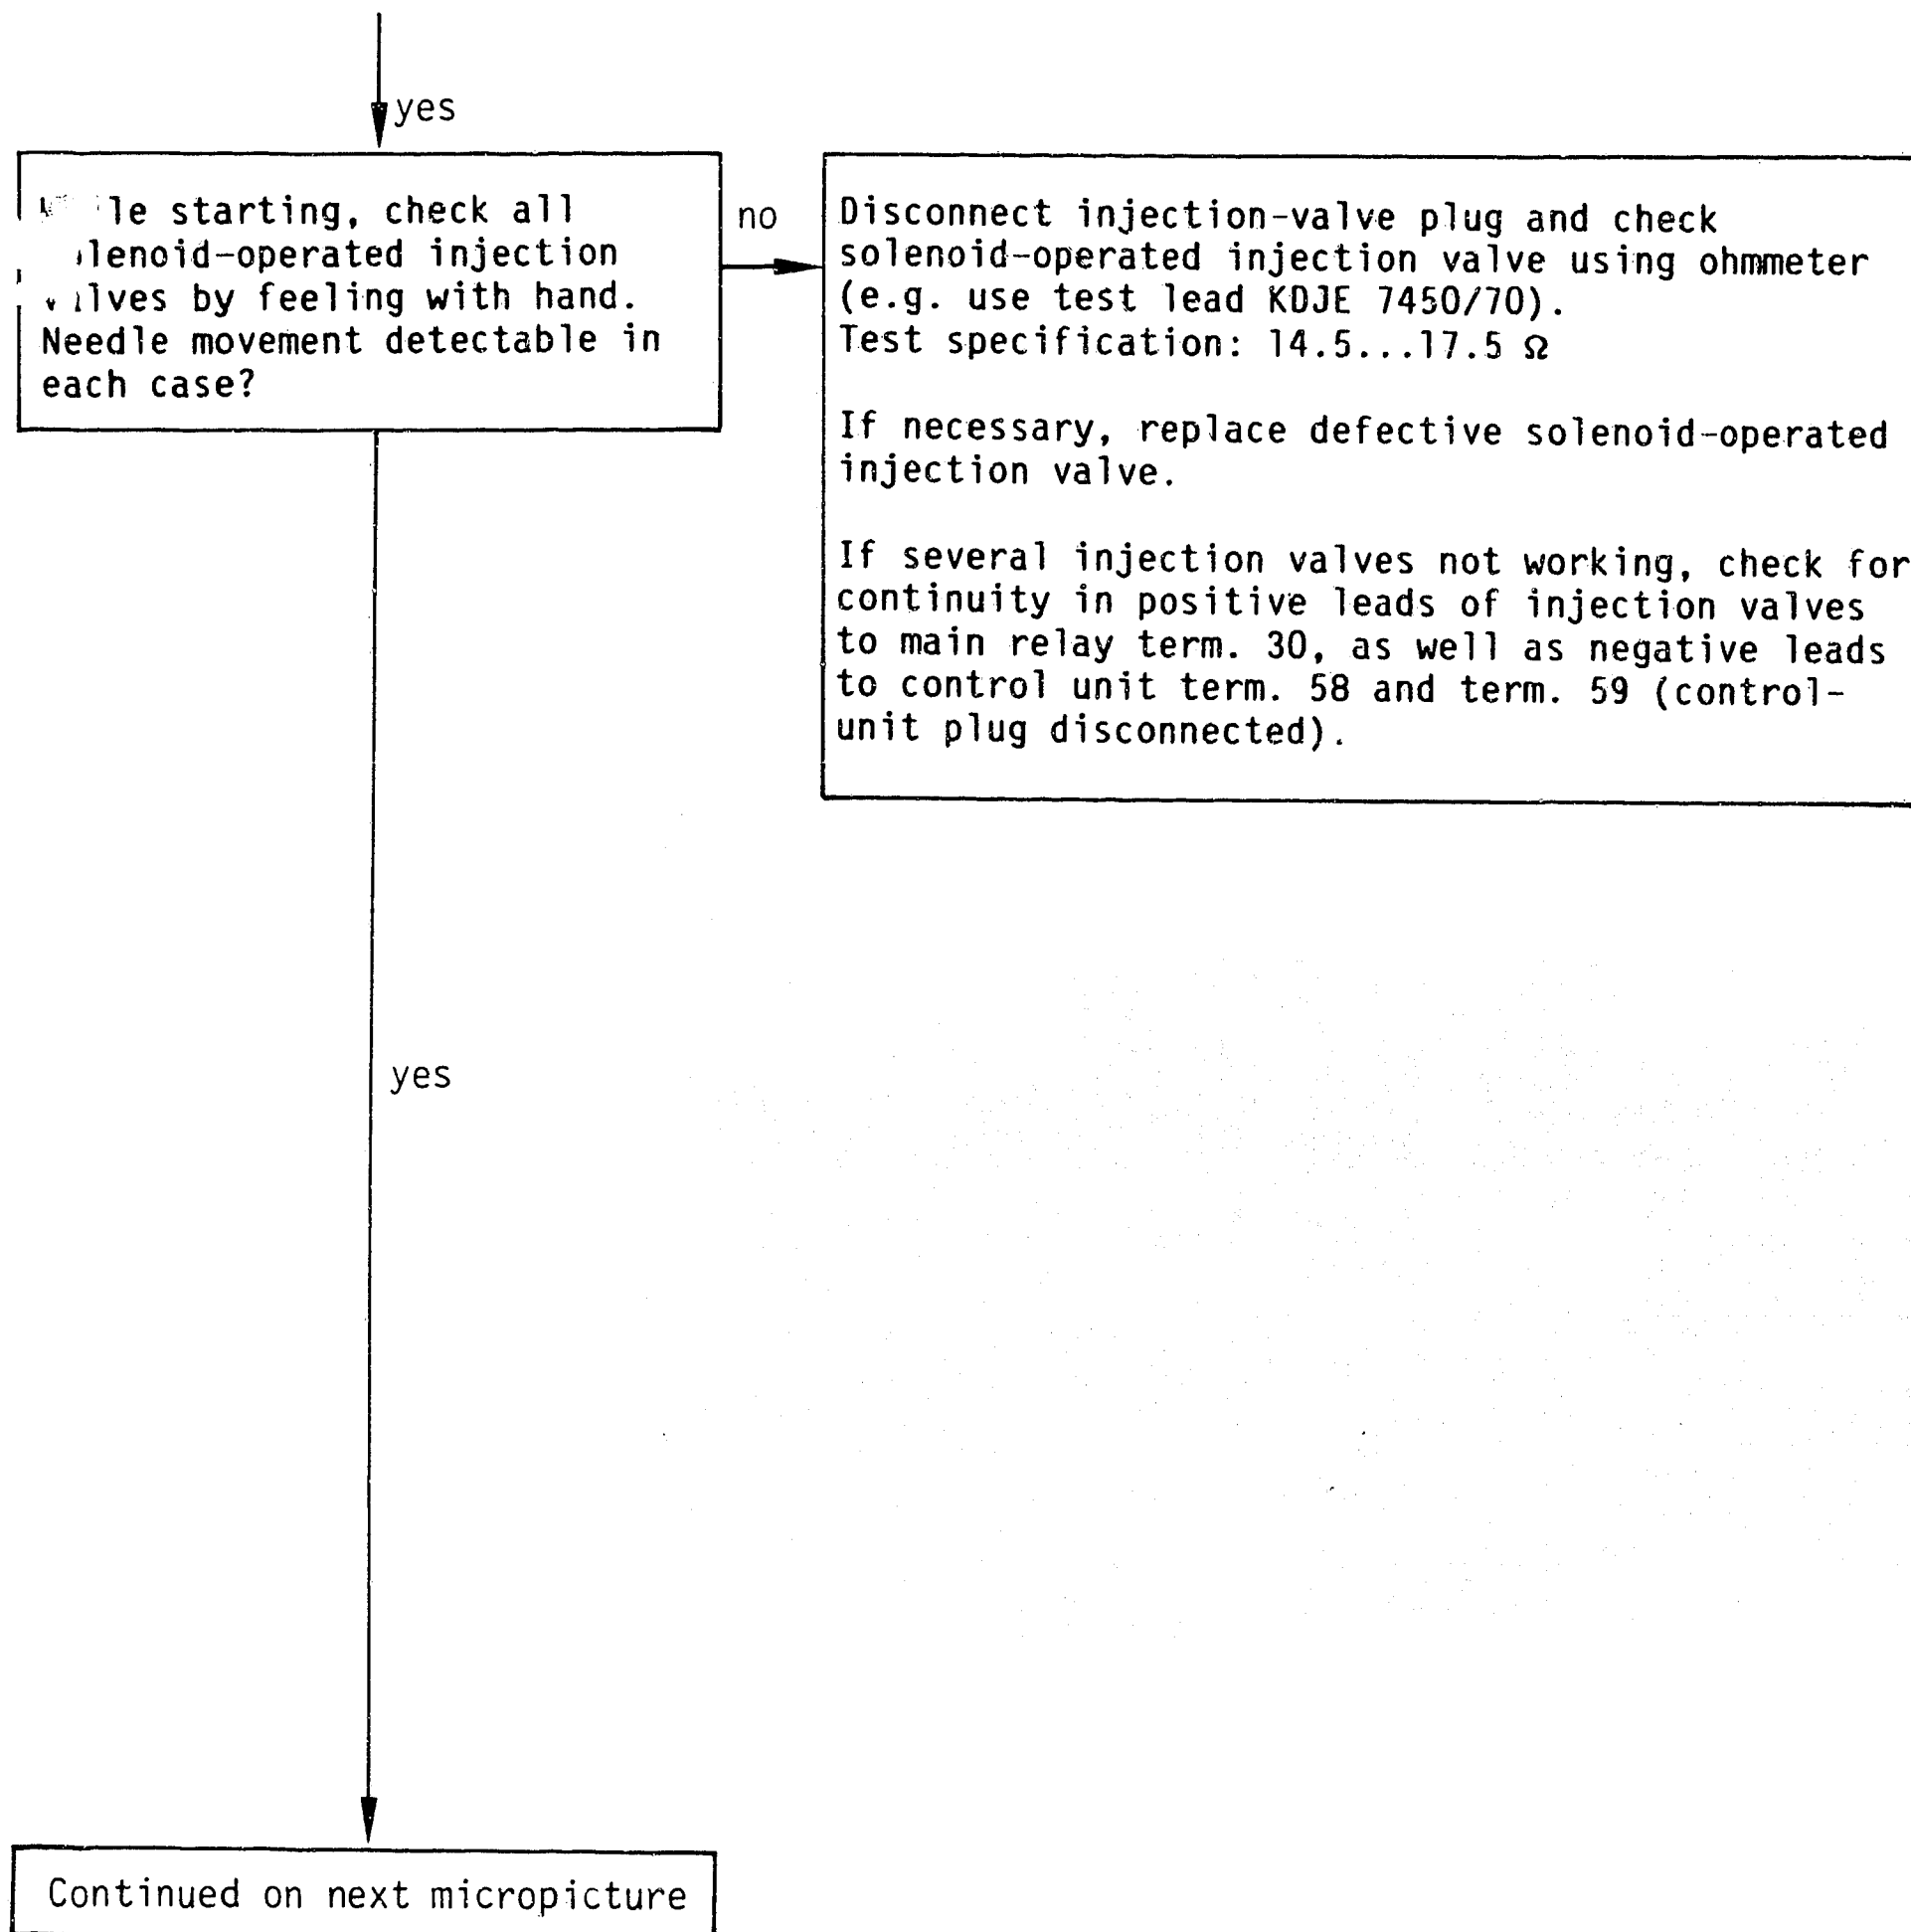 yes
le starting, check all
solenoid-operated injection
valves by feeling with hand.
Needle movement detectable in
each case?
no
Disconnect injection-valve plug and check
solenoid-operated injection valve using ohmmeter
(e.g. use test lead KDJE 7450/70).
Test specification: 14.5...17.5 Ω
If necessary, replace defective solenoid-operated
injection valve.
If several injection valves not working, check for
continuity in positive leads of injection valves
to main relay term. 30, as well as negative leads
to control unit term. 58 and term. 59 (control-
unit plug disconnected).
yes
Continued on next micropicture